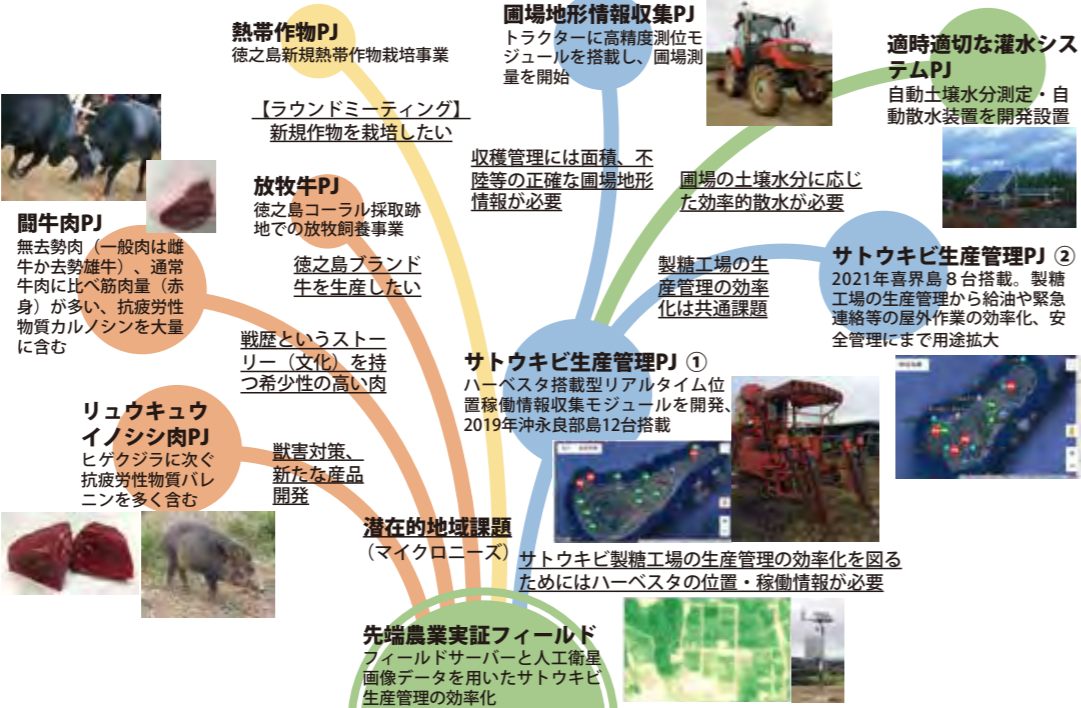 熱帯作物PJ
徳之島新規熱帯作物栽培事業
【ラウンドミーティング】
新規作物を栽培したい
圃場地形情報収集PJ
トラクターに高精度測位モ
ジュールを搭載し、圃場測
量を開始
収穫管理には面積、不
陸等の正確な圃場地形
情報が必要
適時適切な灌水シス
テムPJ
自動土壌水分測定・自
動散水装置を開発設置
圃場の土壌水分に応じ
た効率的散水が必要
闘牛肉PJ
無去勢肉（一般肉は雌
牛か去勢雄牛）、通常
牛肉に比べ筋肉量（赤
身）が多い、抗疲労性
物質カルノシンを大量
に含む
戦歴というストー
リー（文化）を持
つ希少性の高い肉
放牧牛PJ
徳之島コーラル採取跡
地での放牧飼養事業
徳之島ブランド
牛を生産したい
サトウキビ生産管理PJ ②
2021年喜界島８台搭載。製糖
工場の生産管理から給油や緊急
連絡等の屋外作業の効率化、安
全管理にまで用途拡大
製糖工場の生
産管理の効率
化は共通課題
サトウキビ生産管理PJ ①
ハーベスタ搭載型リアルタイム位
置稼働情報収集モジュールを開発、
2019年沖永良部島12台搭載
リュウキュウ
イノシシ肉PJ
ヒゲクジラに次ぐ
抗疲労性物質バレ
ニンを多く含む
獣害対策、
新たな産品
開発
潜在的地域課題
（マイクロニーズ）
サトウキビ製糖工場の生産管理の効率化を図る
ためにはハーベスタの位置・稼働情報が必要
先端農業実証フィールド
フィールドサーバーと人工衛星
画像データを用いたサトウキビ
生産管理の効率化